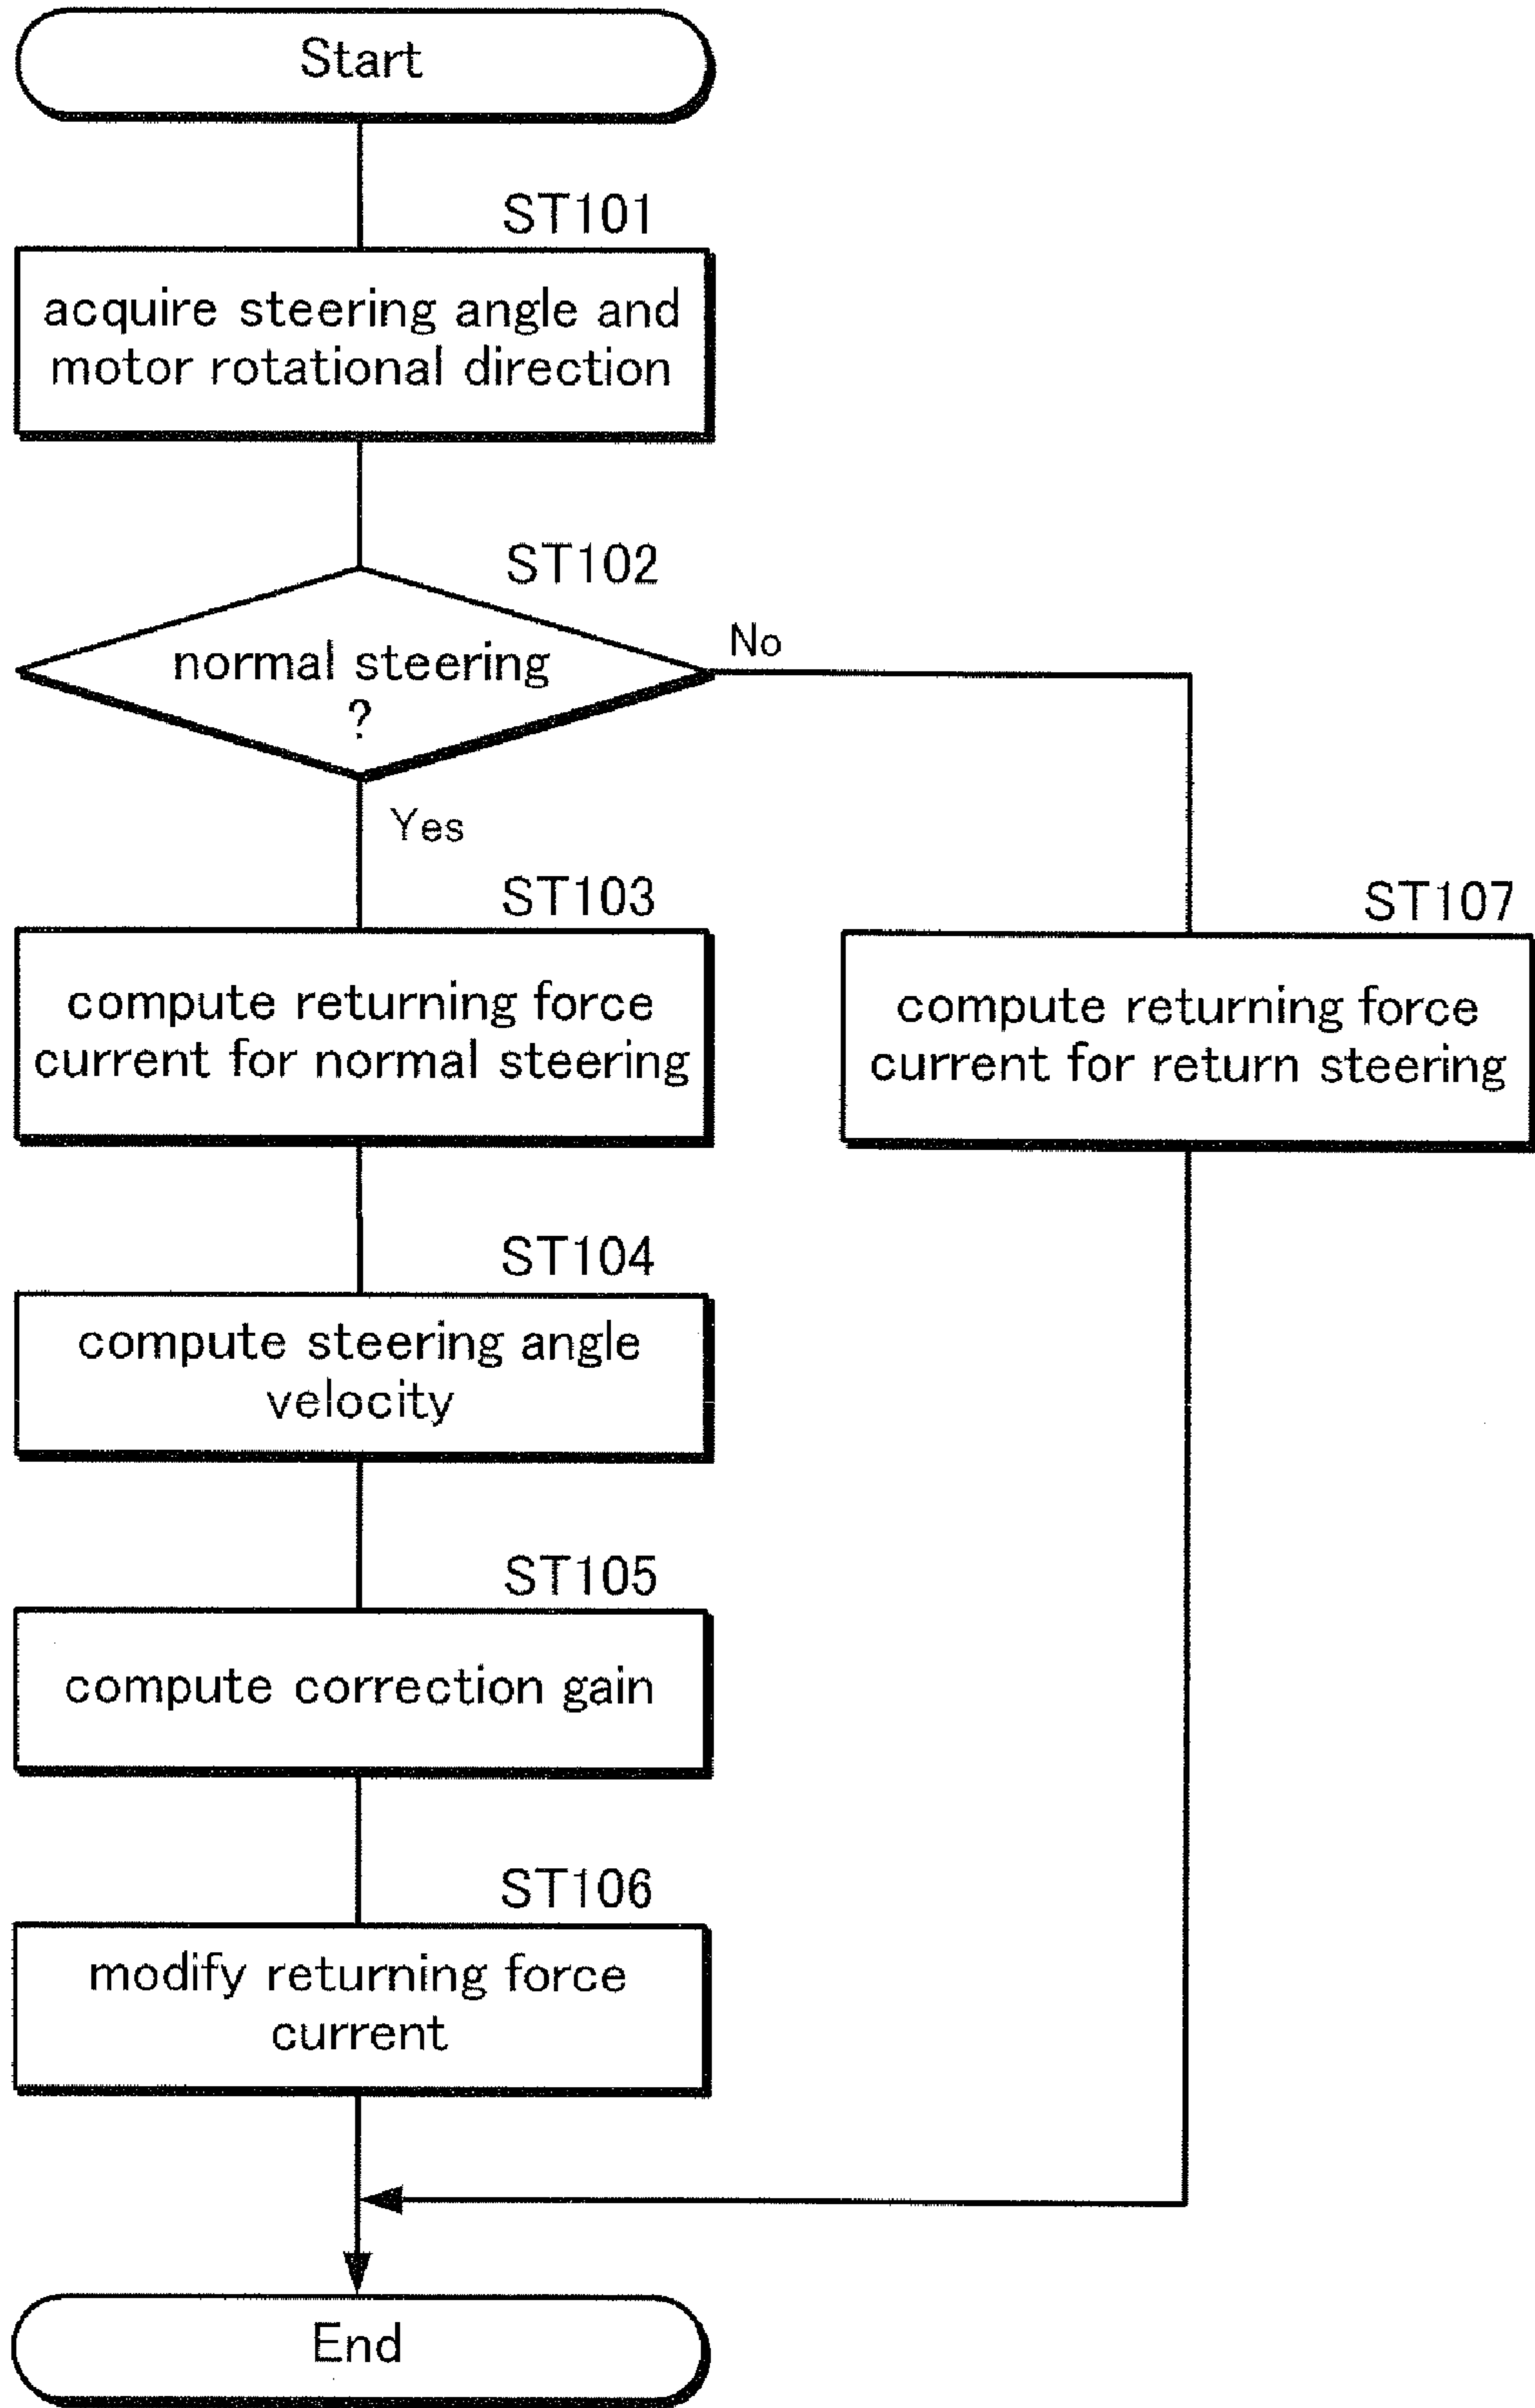 Start
ST101
acquire steering angle and
motor rotational direction
ST102
normal steering
?
No
Yes
ST103
compute returning force
current for normal steering
ST107
compute returning force
current for return steering
ST104
compute steering angle
velocity
ST105
compute correction gain
ST106
modify returning force
current
End